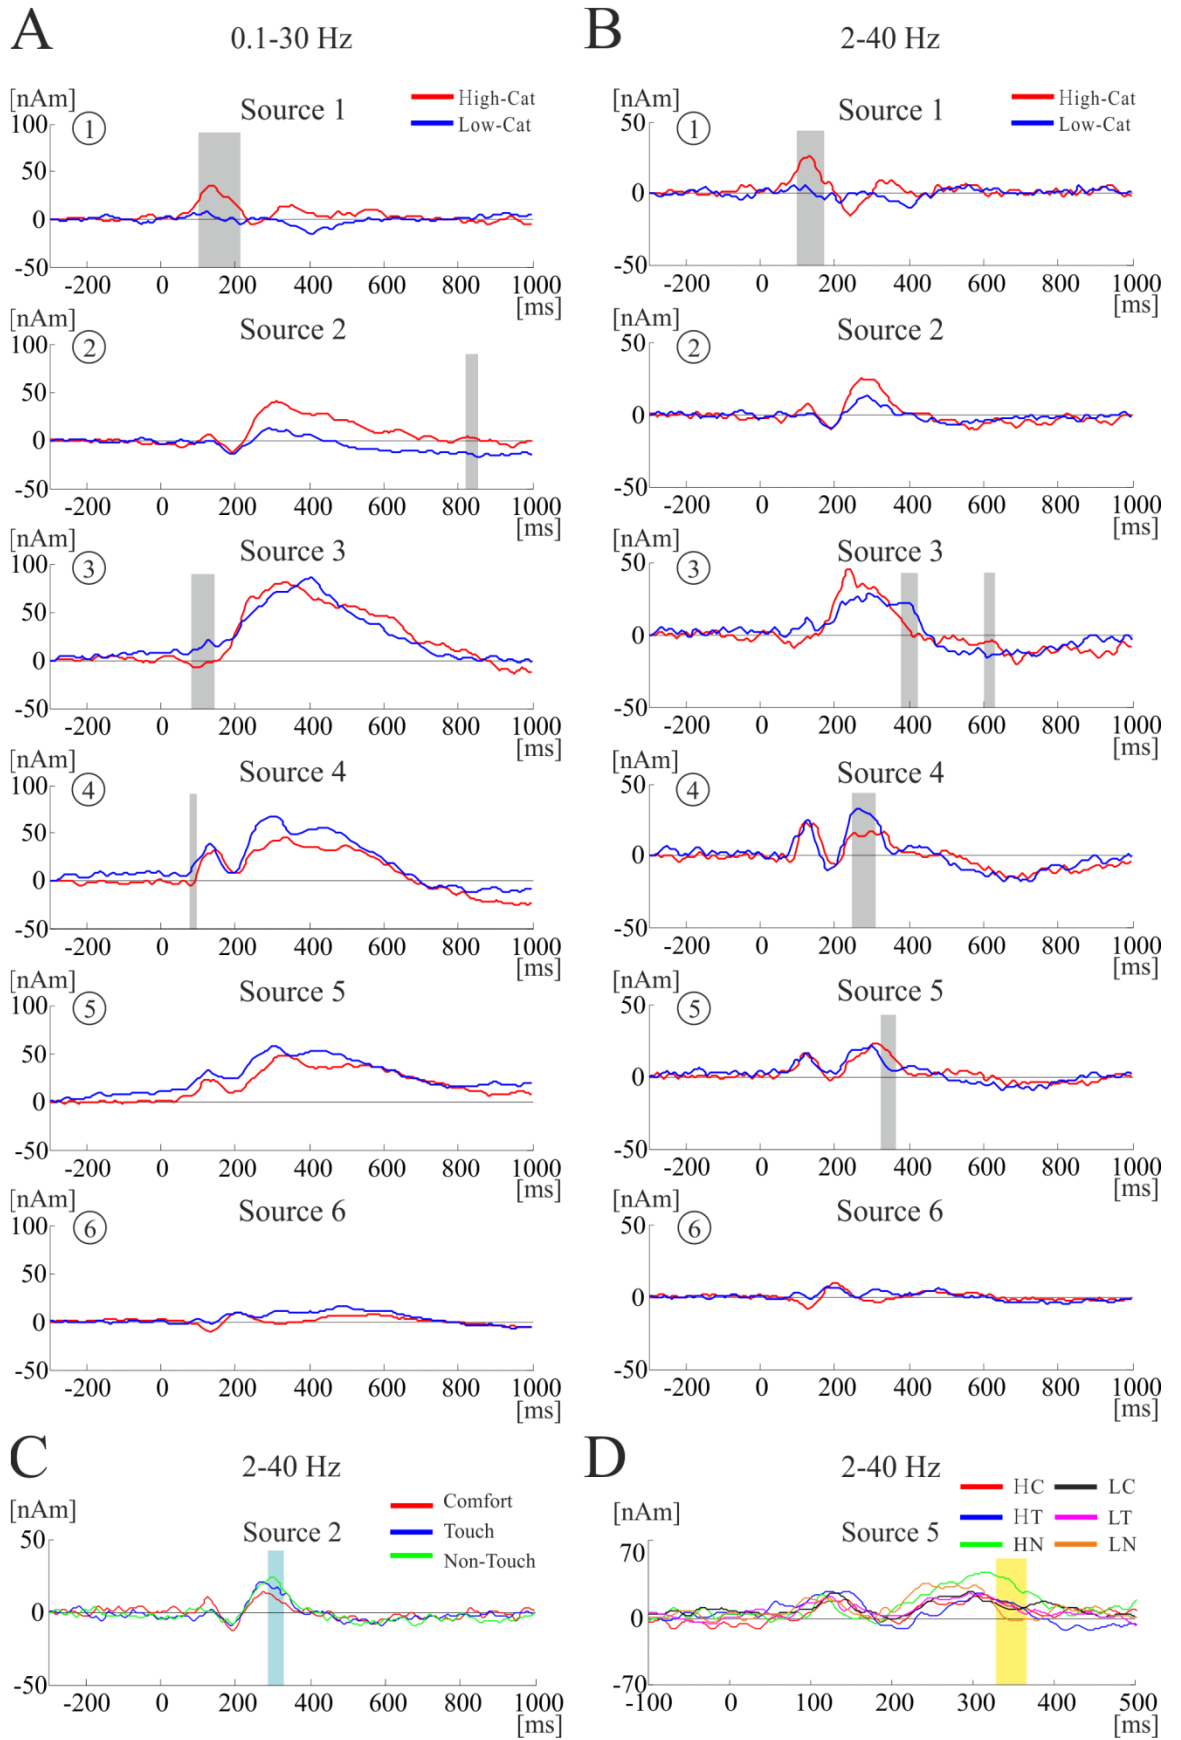 A
0.1-30 Hz
[nAm]
1
Source 1
High-Cat
Low-Cat
100
50
0
-50
-200 0 200 400 600 800 1000
[ms]
[nAm]
2
Source 2
100
50
0
-50
-200 0 200 400 600 800 1000
[ms]
[nAm]
3
Source 3
100
50
0
-50
-200 0 200 400 600 800 1000
[ms]
[nAm]
4
Source 4
100
50
0
-50
-200 0 200 400 600 800 1000
[ms]
[nAm]
5
Source 5
100
50
0
-50
-200 0 200 400 600 800 1000
[ms]
[nAm]
6
Source 6
100
50
0
-50
-200 0 200 400 600 800 1000
[ms]
B
2-40 Hz
[nAm]
1
Source 1
High-Cat
Low-Cat
50
0
-50
-200 0 200 400 600 800 1000
[ms]
[nAm]
2
Source 2
50
0
-50
-200 0 200 400 600 800 1000
[ms]
[nAm]
3
Source 3
50
0
-50
-200 0 200 400 600 800 1000
[ms]
[nAm]
4
Source 4
50
0
-50
-200 0 200 400 600 800 1000
[ms]
[nAm]
5
Source 5
50
0
-50
-200 0 200 400 600 800 1000
[ms]
[nAm]
6
Source 6
50
0
-50
-200 0 200 400 600 800 1000
[ms]
C
2-40 Hz
[nAm]
Source 2
Comfort
Touch
Non-Touch
50
0
-50
-200 0 200 400 600 800 1000
[ms]
D
2-40 Hz
[nAm]
Source 5
HC LC
HT LT
HN LN
70
0
-70
-100 0 100 200 300 400 500
[ms]